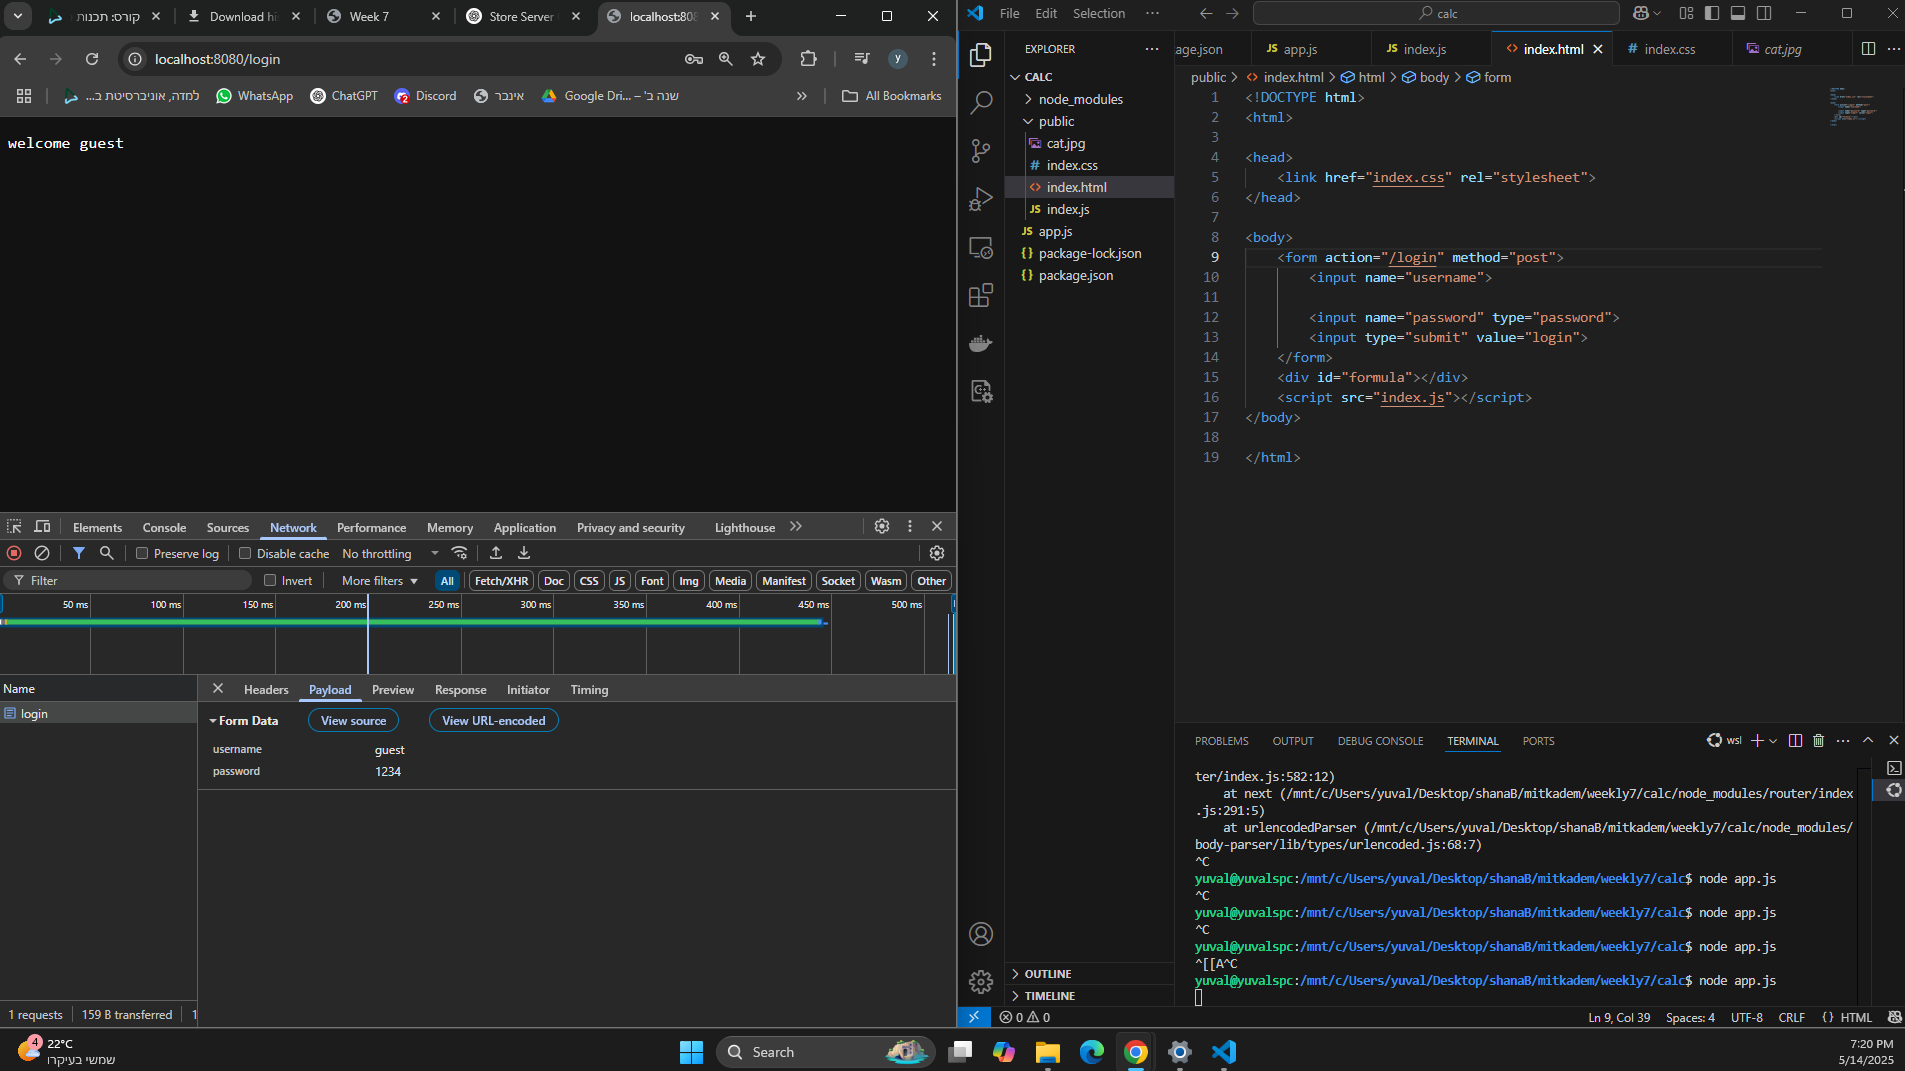 קורס: תכנות
Download his
Week 7
Store Server
localhost:808
localhost:8080/login
למדה, אוניברסיטת ב...
WhatsApp
ChatGPT
Discord
אינבר
Google Dri... – שנה ב'
All Bookmarks
welcome guest
Elements Console Sources Network Performance Memory Application Privacy and security Lighthouse
Preserve log Disable cache No throttling
Filter Invert More filters All Fetch/XHR Doc CSS JS Font Img Media Manifest Socket Wasm Other
50 ms 100 ms 150 ms 200 ms 250 ms 300 ms 350 ms 400 ms 450 ms 500 ms
Name
login
Headers Payload Preview Response Initiator Timing
Form Data View source View URL-encoded
username guest
password 1234
1 requests 159 B transferred 1
File Edit Selection ···
calc
EXPLORER
CALC
node_modules
public
cat.jpg
# index.css
<> index.html
JS index.js
JS app.js
{} package-lock.json
{} package.json
OUTLINE
TIMELINE
age.json JS app.js JS index.js <> index.html # index.css cat.jpg
public > <> index.html > html > body > form
1 <!DOCTYPE html>
2 <html>
3
4 <head>
5 <link href="index.css" rel="stylesheet">
6 </head>
7
8 <body>
9 <form action="/login" method="post">
10 <input name="username">
11
12 <input name="password" type="password">
13 <input type="submit" value="login">
14 </form>
15 <div id="formula"></div>
16 <script src="index.js"></script>
17 </body>
18
19 </html>
PROBLEMS OUTPUT DEBUG CONSOLE TERMINAL PORTS
wsl
ter/index.js:582:12)
at next (/mnt/c/Users/yuval/Desktop/shanaB/mitkadem/weekly7/calc/node_modules/router/index
.js:291:5)
at urlencodedParser (/mnt/c/Users/yuval/Desktop/shanaB/mitkadem/weekly7/calc/node_modules/
body-parser/lib/types/urlencoded.js:68:7)
^C
yuval@yuvalspc:/mnt/c/Users/yuval/Desktop/shanaB/mitkadem/weekly7/calc$ node app.js
^C
yuval@yuvalspc:/mnt/c/Users/yuval/Desktop/shanaB/mitkadem/weekly7/calc$ node app.js
^C
yuval@yuvalspc:/mnt/c/Users/yuval/Desktop/shanaB/mitkadem/weekly7/calc$ node app.js
^[[A^C
yuval@yuvalspc:/mnt/c/Users/yuval/Desktop/shanaB/mitkadem/weekly7/calc$ node app.js
0 0
Ln 9, Col 39 Spaces: 4 UTF-8 CRLF {} HTML
4
22°C
שמשי בעיקרו
Search
7:20 PM
5/14/2025